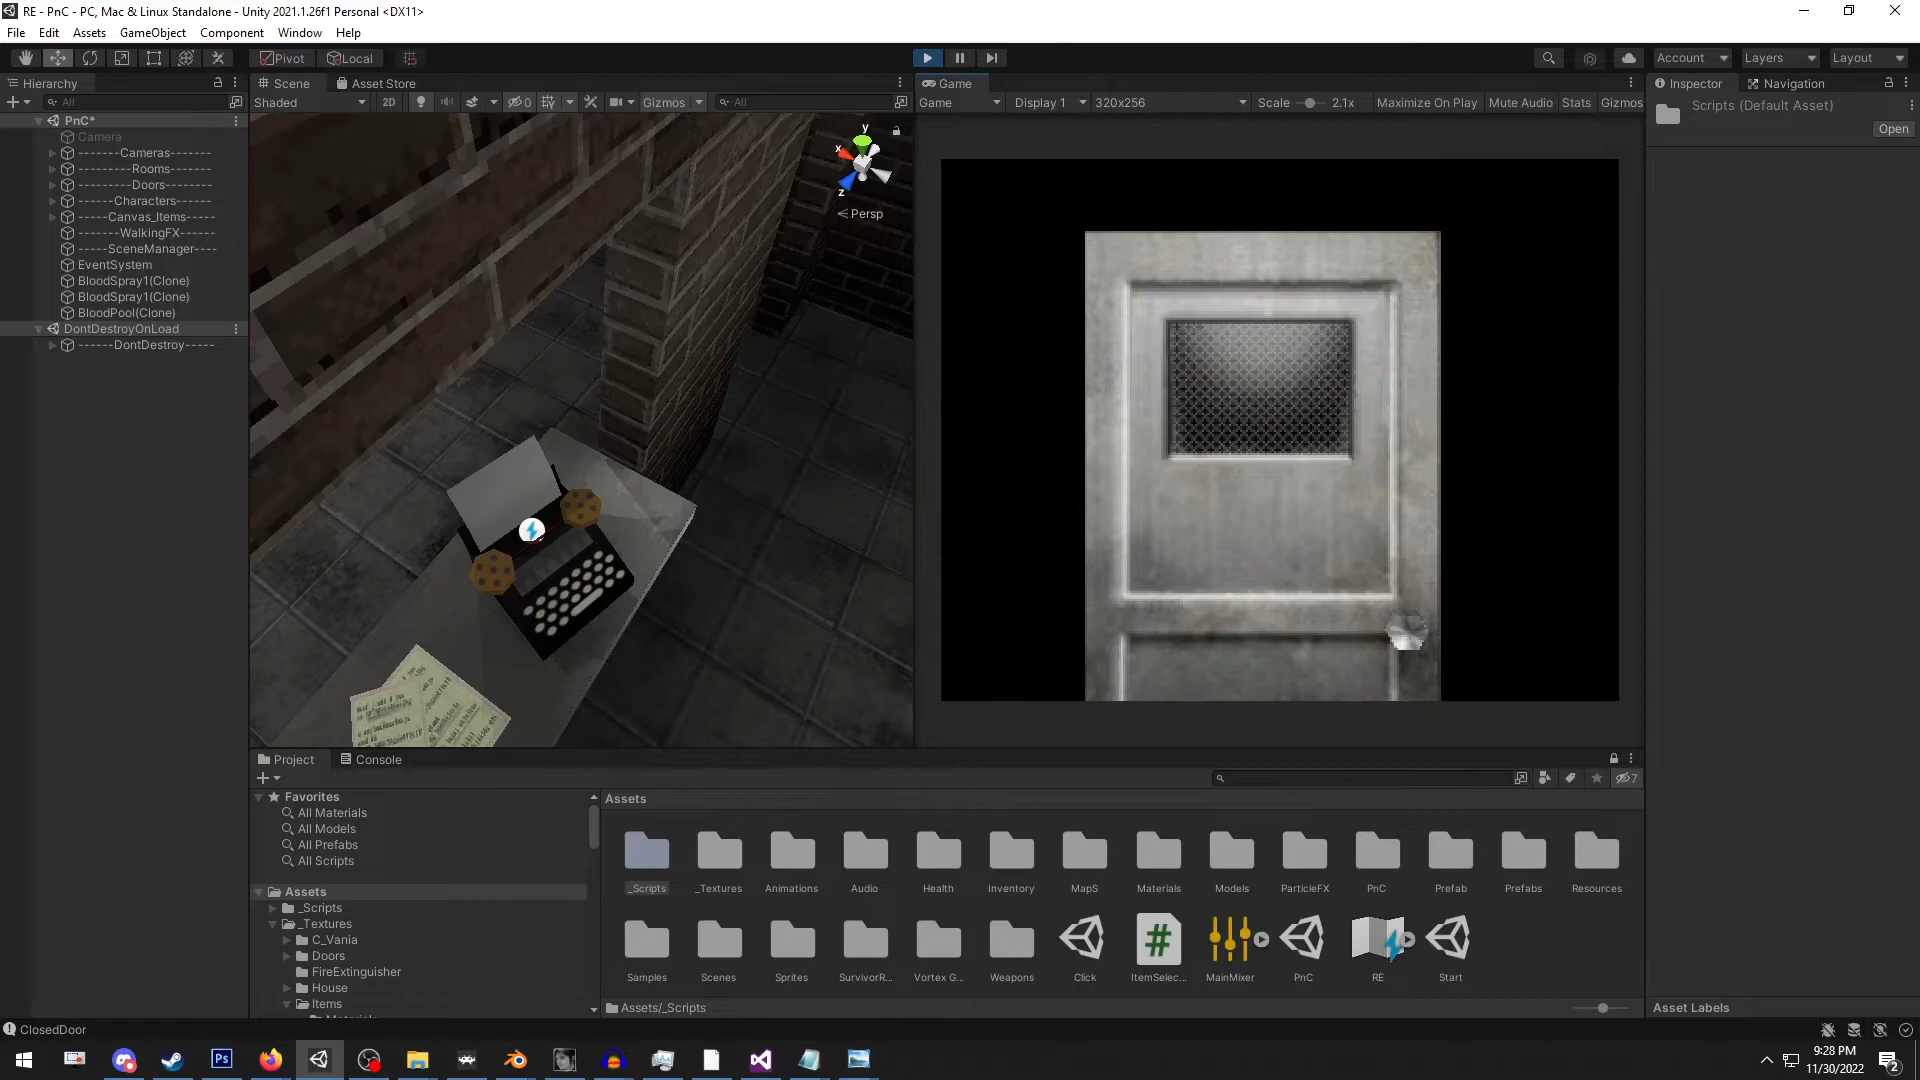 RE - PnC - PC, Mac & Linux Standalone - Unity 2021.1.26f1 Personal <DX11>
File Edit Assets GameObject Component Window Help
Pivot Local Account Layers Layout
Hierarchy Scene Asset Store Game Inspector Navigation
All Shaded 2D 0 Gizmos All Game Display 1 320x256 Scale 2.1x Maximize On Play Mute Audio Stats Gizmos
Scripts (Default Asset)
Open
PnC*
Camera
-------Cameras-------
---------Rooms-------
---------Doors--------
------Characters------
-----Canvas_Items-----
-------WalkingFX------
-----SceneManager----
EventSystem
BloodSpray1(Clone)
BloodSpray1(Clone)
BloodPool(Clone)
DontDestroyOnLoad
------DontDestroy-----
y
x
z
Persp
Project Console
7
Favorites
All Materials
All Models
All Prefabs
All Scripts
Assets
_Scripts
_Textures
C_Vania
Doors
FireExtinguisher
House
Items
Assets
_Scripts _Textures Animations Audio Health Inventory MapS Materials Models ParticleFX PnC Prefab Prefabs Resources
Samples Scenes Sprites SurvivorR... Vortex G... Weapons Click ItemSelec... MainMixer PnC RE Start
Assets/_Scripts
Asset Labels
ClosedDoor
Ps
9:28 PM
11/30/2022
2